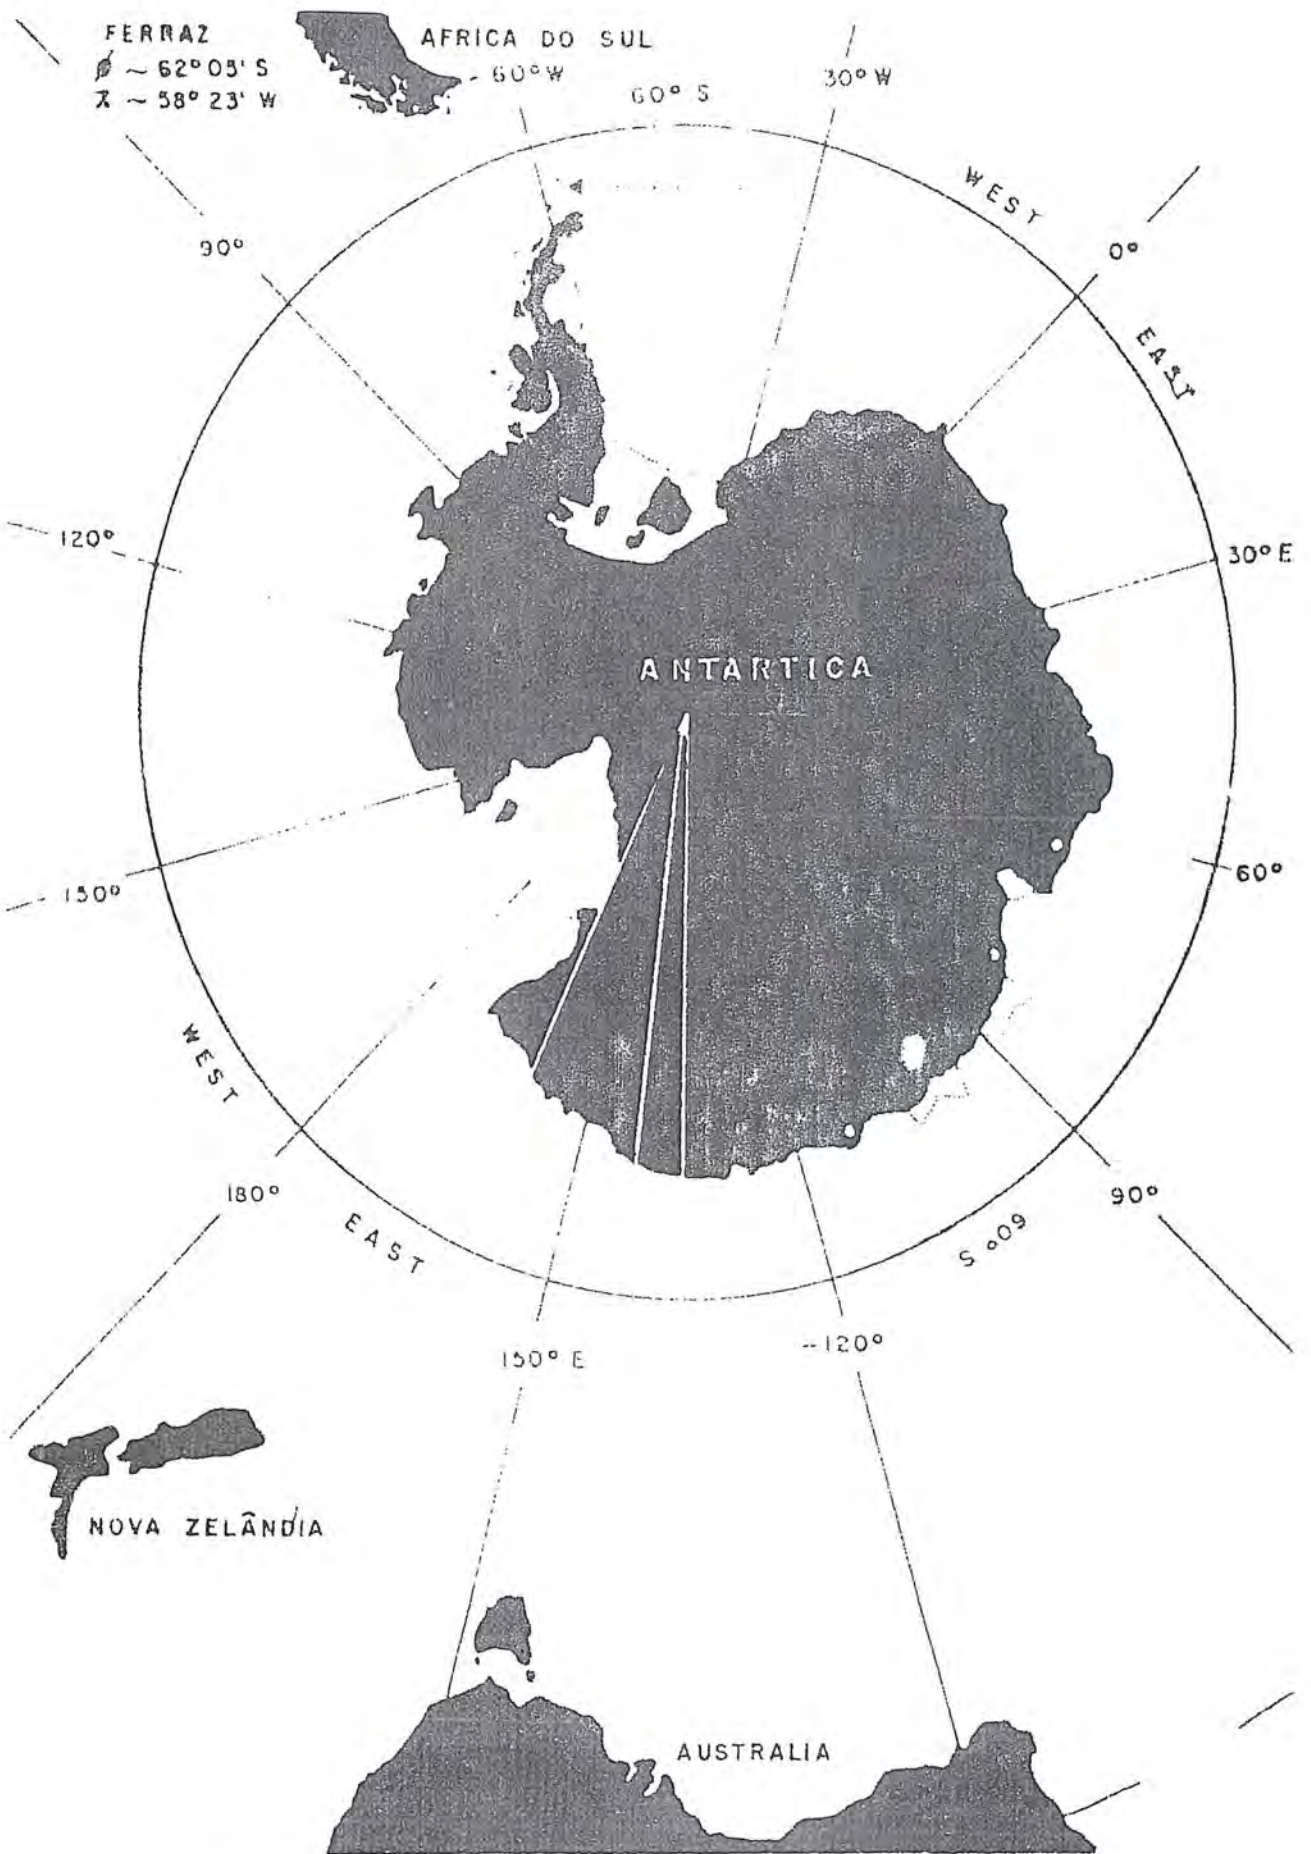 FERRAZ
ϕ ~ 62° 05' S
λ ~ 58° 23' W
AFRICA DO SUL
60° W
60° S
30° W
WEST
0°
EAST
90°
120°
30° E
ANTARTICA
150°
60°
WEST
180°
EAST
60° S
90°
150° E
120°
NOVA ZELÂNDIA
AUSTRALIA